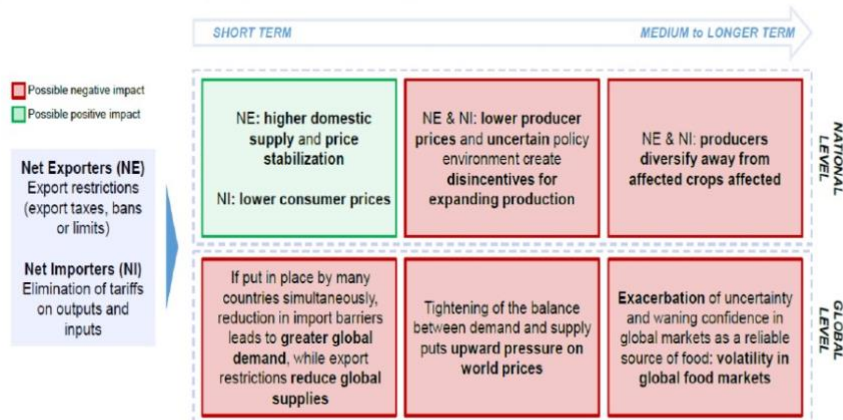 SHORT TERM
MEDIUM to LONGER TERM
Possible negative impact
Possible positive impact
Net Exporters (NE)
Export restrictions
(export taxes, bans
or limits)
Net Importers (NI)
Elimination of tariffs
on outputs and
inputs
NE: higher domestic
supply and price
stabilization
NI: lower consumer prices
NE & NI: lower producer
prices and uncertain policy
environment create
disincentives for
expanding production
NE & NI: producers
diversify away from
affected crops affected
NATIONAL
LEVEL
If put in place by many
countries simultaneously,
reduction in import barriers
leads to greater global
demand, while export
restrictions reduce global
supplies
Tightening of the balance
between demand and supply
puts upward pressure on
world prices
Exacerbation of uncertainty
and waning confidence in
global markets as a reliable
source of food: volatility in
global food markets
GLOBAL
LEVEL